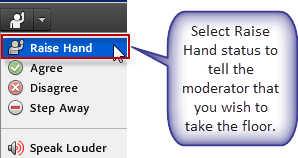 Raise Hand
Agree
Disagree
Step Away
Speak Louder
Select Raise
Hand status to
tell the
moderator that
you wish to
take the floor.